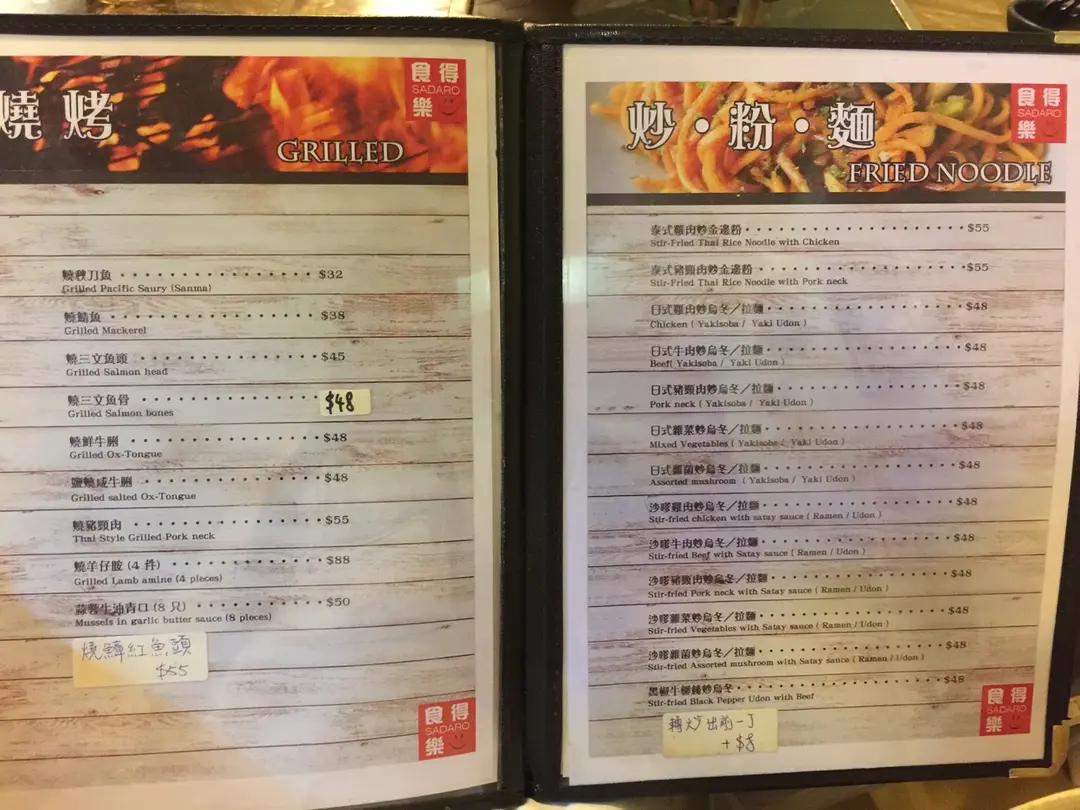 燒 烤
GRILLED
食得
SADARO
樂
燒秋刀魚 $32
Grilled Pacific Saury (Sanma)
燒鯖魚 $38
Grilled Mackerel
燒三文魚頭 $45
Grilled Salmon head
燒三文魚骨 $48
Grilled Salmon bones
燒鮮牛脷 $48
Grilled Ox-Tongue
鹽燒咸牛脷 $48
Grilled salted Ox-Tongue
燒豬頸肉 $55
Thai Style Grilled Pork neck
燒羊仔胺 (4 件) $88
Grilled Lamb amine (4 pieces)
蒜蓉牛油青口 (8 只) $50
Mussels in garlic butter sauce (8 pieces)
燒鱆紅魚頭
$55
食得
SADARO
樂
炒・粉・麵
FRIED NOODLE
食得
SADARO
樂
泰式雞肉炒金邊粉 $55
Stir-Fried Thai Rice Noodle with Chicken
泰式豬頸肉炒金邊粉 $55
Stir-Fried Thai Rice Noodle with Pork neck
日式雞肉炒烏冬／拉麵 $48
Chicken ( Yakisoba / Yaki Udon )
日式牛肉炒烏冬／拉麵 $48
Beef( Yakisoba / Yaki Udon )
日式豬頸肉炒烏冬／拉麵 $48
Pork neck ( Yakisoba / Yaki Udon )
日式雜菜炒烏冬／拉麵 $48
Mixed Vegetables ( Yakisoba / Yaki Udon )
日式雜菌炒烏冬／拉麵 $48
Assorted mushroom ( Yakisoba / Yaki Udon )
沙嗲雞肉炒烏冬／拉麵 $48
Stir-fried chicken with satay sauce ( Ramen / Udon )
沙嗲牛肉炒烏冬／拉麵 $48
Stir-fried Beef with Satay sauce ( Ramen / Udon )
沙嗲豬頸肉炒烏冬／拉麵 $48
Stir-fried Pork neck with Satay sauce ( Ramen / Udon )
沙嗲雜菜炒烏冬／拉麵 $48
Stir-fried Vegetables with Satay sauce ( Ramen / Udon )
沙嗲雜菌炒烏冬／拉麵 $48
Stir-fried Assorted mushroom with Satay sauce ( Ramen / Udon )
黑椒牛柳絲炒烏冬 $48
Stir-fried Black Pepper Udon with Beef
轉炒出前一丁
+ $8
食得
SADARO
樂